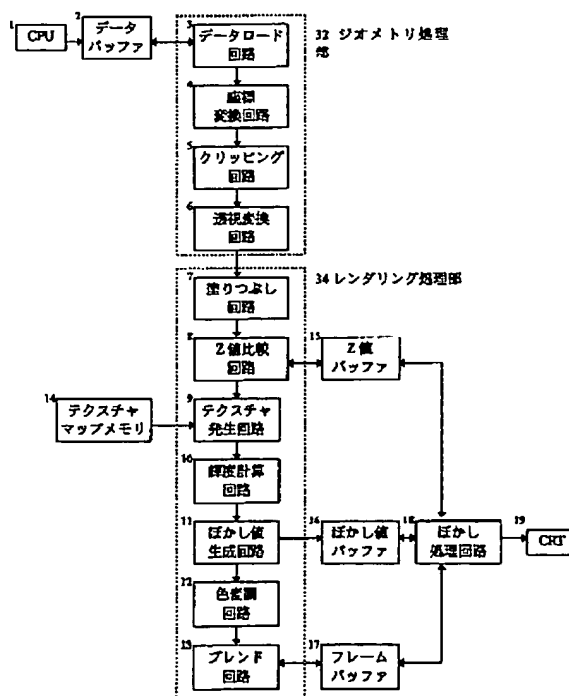 1 CPU
2 データ
バッファ
3 データロード
回路
32 ジオメトリ処理
部
4 座標
変換回路
5 クリッピング
回路
6 透視変換
回路
7 塗りつぶし
回路
34 レンダリング処理部
8 Z値比較
回路
15 Z値
バッファ
14 テクスチャ
マップメモリ
9 テクスチャ
発生回路
10 輝度計算
回路
11 ぼかし値
生成回路
16 ぼかし値
バッファ
18 ぼかし
処理回路
19 CRT
12 色変調
回路
13 ブレンド
回路
17 フレーム
バッファ